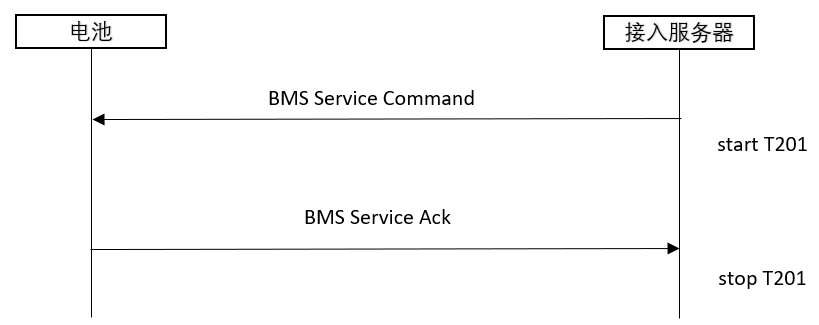 电池
接入服务器
BMS Service Command
start T201
BMS Service Ack
stop T201